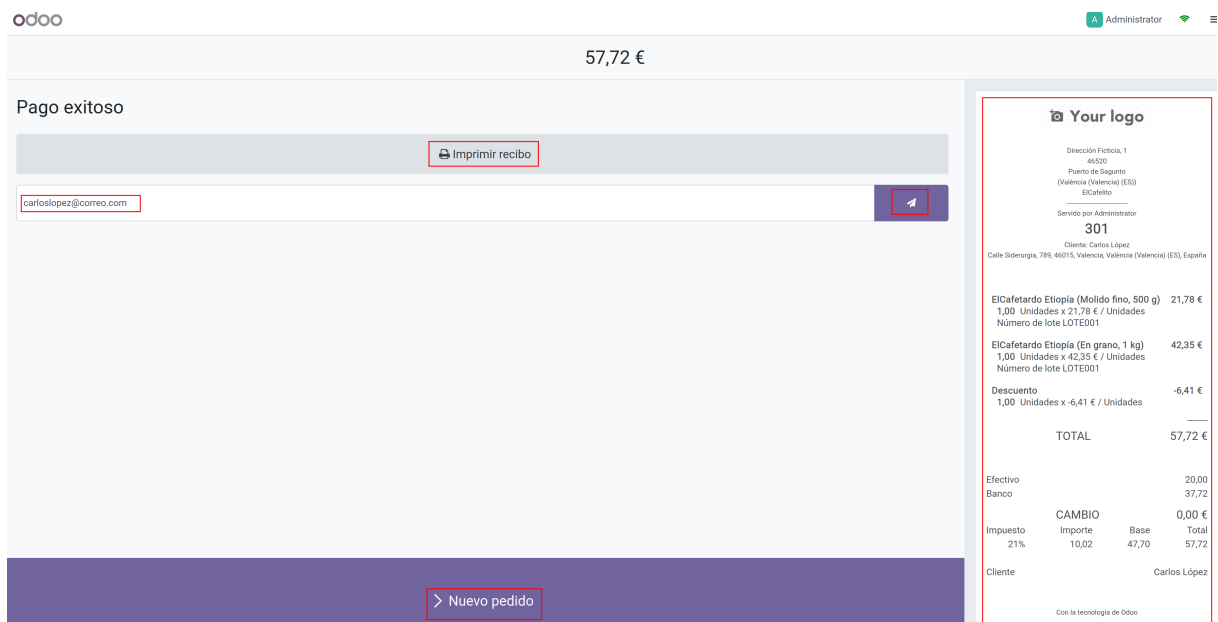 odoo
A Administrator
57,72 €
Pago exitoso
Imprimir recibo
carloslopez@correo.com
Nuevo pedido
Your logo
Dirección Ficticia, 1
46520
Puerto de Sagunto
(València (Valencia) (ES))
ElCafelito
--------------------------------
Servido por Administrator
301
Cliente: Carlos López
Calle Siderurgia, 789, 46015, Valencia, València (Valencia) (ES), España
ElCafetardo Etiopía (Molido fino, 500 g) 21,78 €
1,00 Unidades x 21,78 € / Unidades
Número de lote LOTE001
ElCafetardo Etiopía (En grano, 1 kg) 42,35 €
1,00 Unidades x 42,35 € / Unidades
Número de lote LOTE001
Descuento -6,41 €
1,00 Unidades x -6,41 € / Unidades
--------
TOTAL 57,72 €
Efectivo 20,00
Banco 37,72
CAMBIO 0,00 €
Impuesto Importe Base Total
21% 10,02 47,70 57,72
Cliente Carlos López
Con la tecnología de Odoo